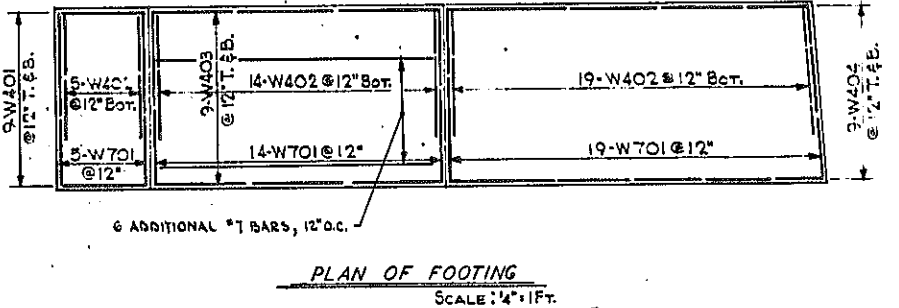 9-W401
@12" T.&B.
5-W402
@12" BOT.
5-W701
@12"
9-W403
@12" T.&B.
14-W402 @12" BOT.
14-W701@12"
19-W402@12" BOT.
19-W701@12"
9-W404
@12" T.&B.
6 ADDITIONAL #7 BARS, 12" O.C.
PLAN OF FOOTING
SCALE: 1/4"=1FT.